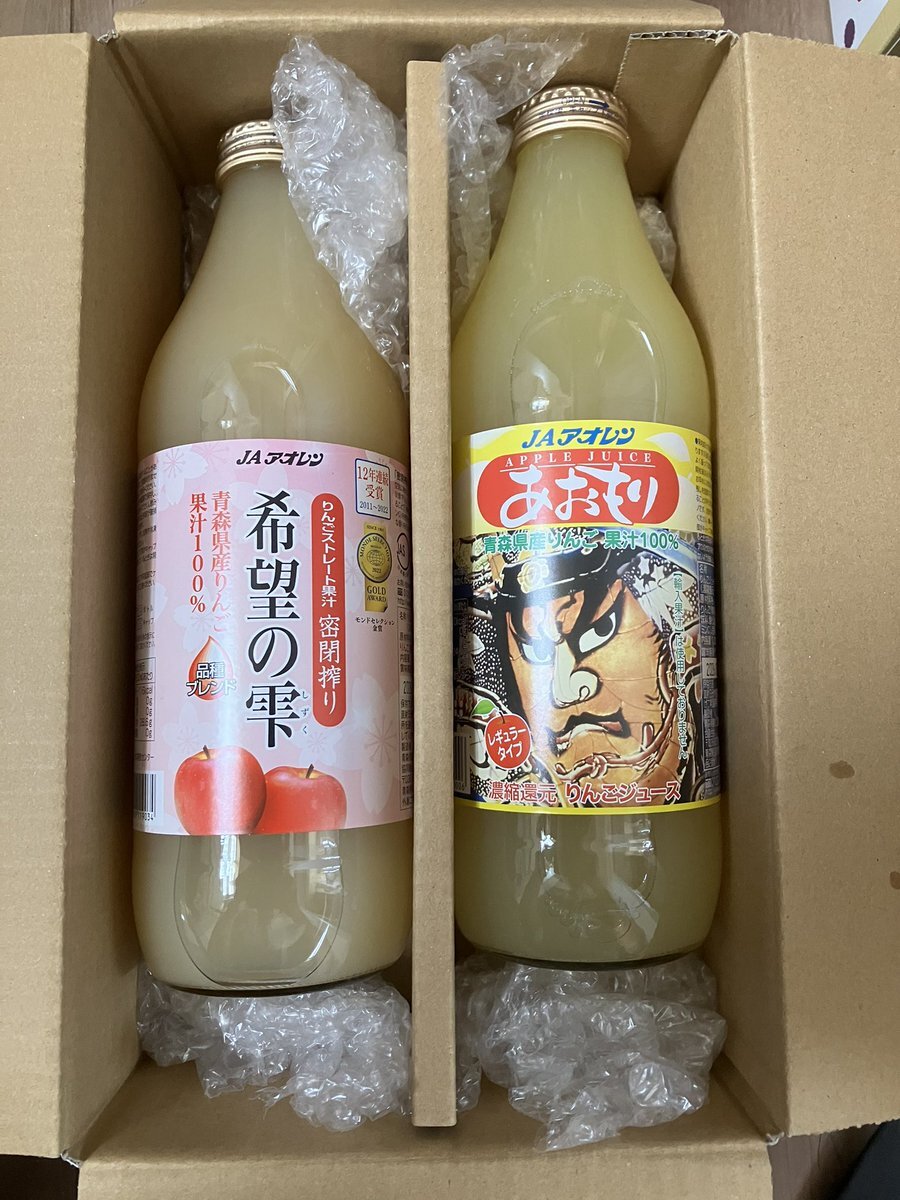 JAアオレン
希望の雫
しずく
りんごストレート果汁 密閉搾り
青森県産りんご
果汁100%
品種
ブレンド
12年連続
受賞
2011〜2022
GOLD
AWARD
モンドセレクション
金賞
JAS
OPEN
JAアオレン
APPLE JUICE
あおもり
青森県産りんご 果汁100%
輸入果汁は使用しておりません。
レギュラー
タイプ
濃縮還元 りんごジュース